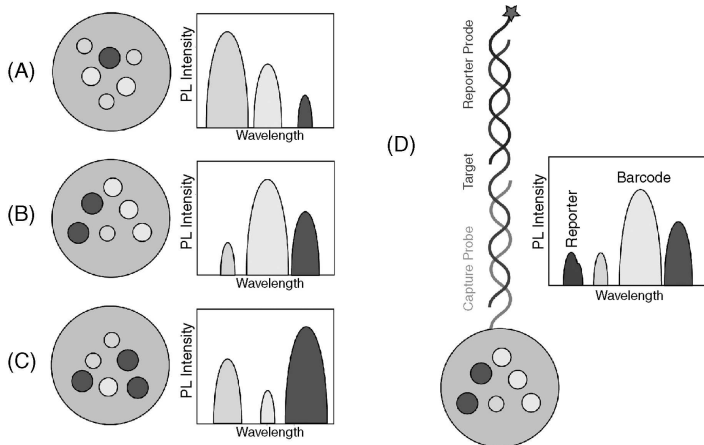 (A)
PL Intensity
Wavelength
(B)
PL Intensity
Wavelength
(C)
PL Intensity
Wavelength
(D)
Reporter Prode
Target
Capture Probe
PL Intensity
Reporter
Barcode
Wavelength